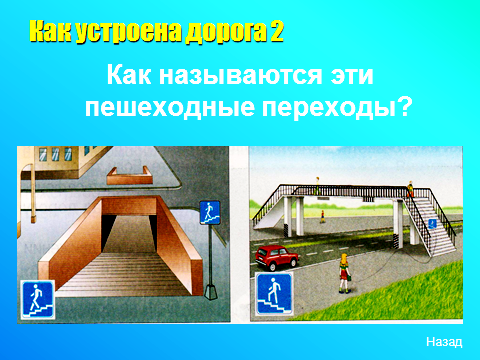 Как устроена дорога 2
Как называются эти
пешеходные переходы?
Назад